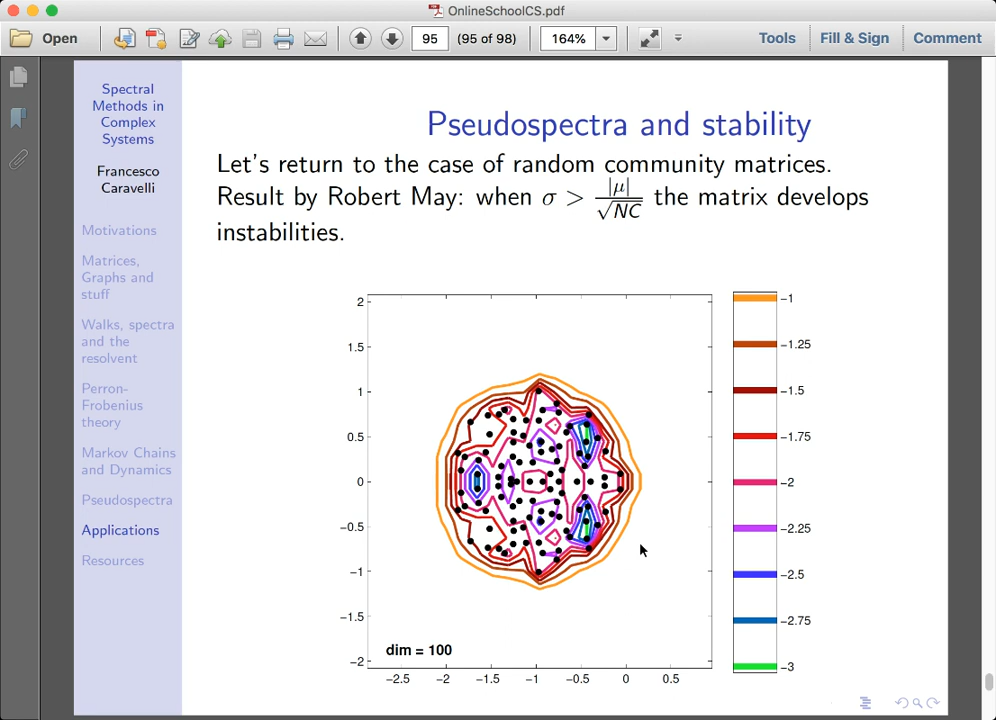 OnlineSchoolCS.pdf
Open
95
(95 of 98)
164%
Tools
Fill & Sign
Comment
Spectral
Methods in
Complex
Systems
Francesco
Caravelli
Motivations
Matrices,
Graphs and
stuff
Walks, spectra
and the
resolvent
Perron-
Frobenius
theory
Markov Chains
and Dynamics
Pseudospectra
Applications
Resources
Pseudospectra and stability
Let's return to the case of random community matrices.
Result by Robert May: when σ > |μ|/√NC the matrix develops
instabilities.
2
1.5
1
0.5
0
−0.5
−1
−1.5
−2
dim = 100
−2.5 −2 −1.5 −1 −0.5 0 0.5
−1
−1.25
−1.5
−1.75
−2
−2.25
−2.5
−2.75
−3